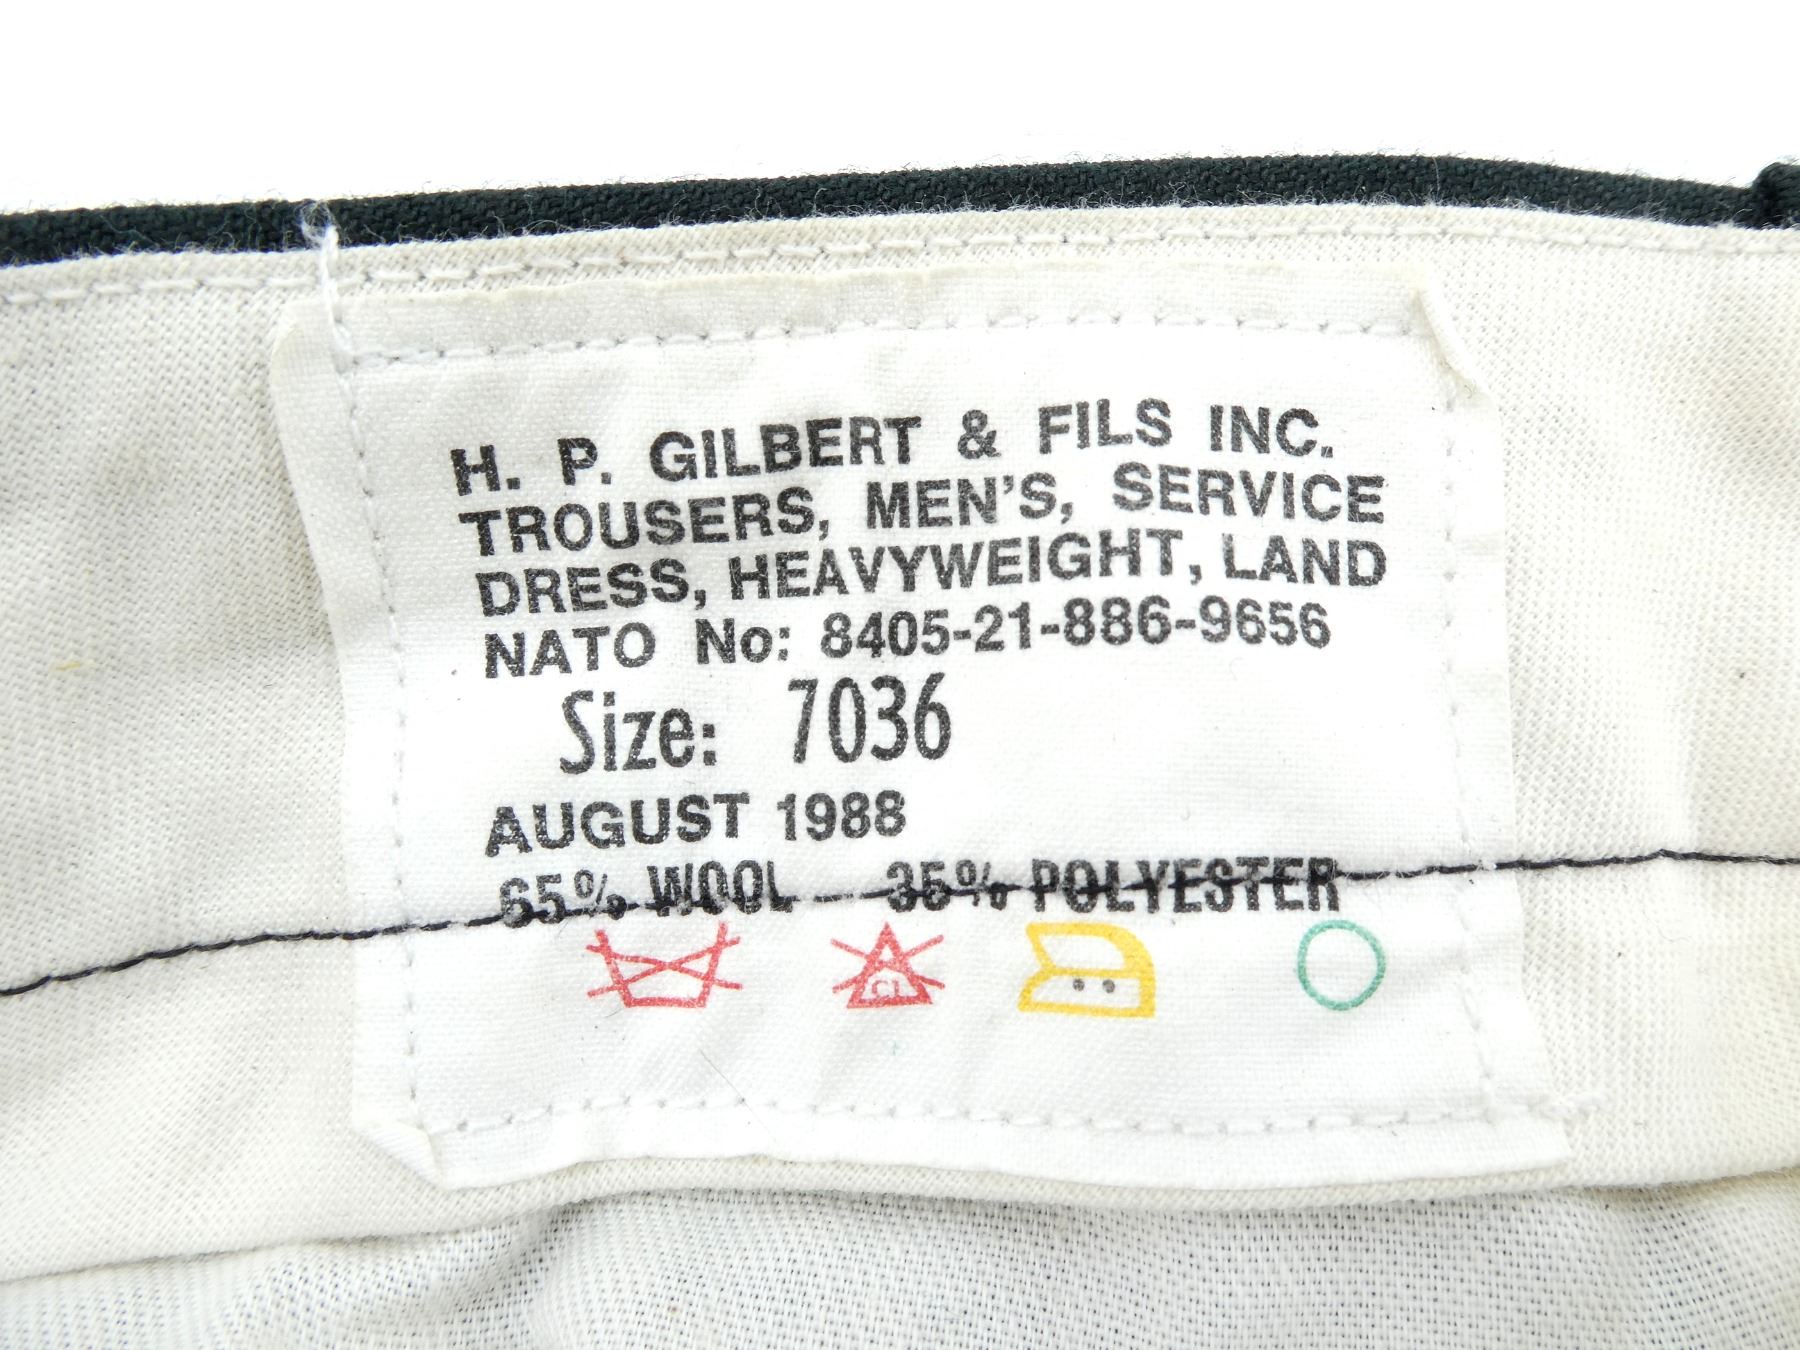 H. P. GILBERT & FILS INC.
TROUSERS, MEN'S, SERVICE
DRESS, HEAVYWEIGHT, LAND
NATO No: 8405-21-886-9656
Size: 7036
AUGUST 1988
65% WOOL 35% POLYESTER
CL